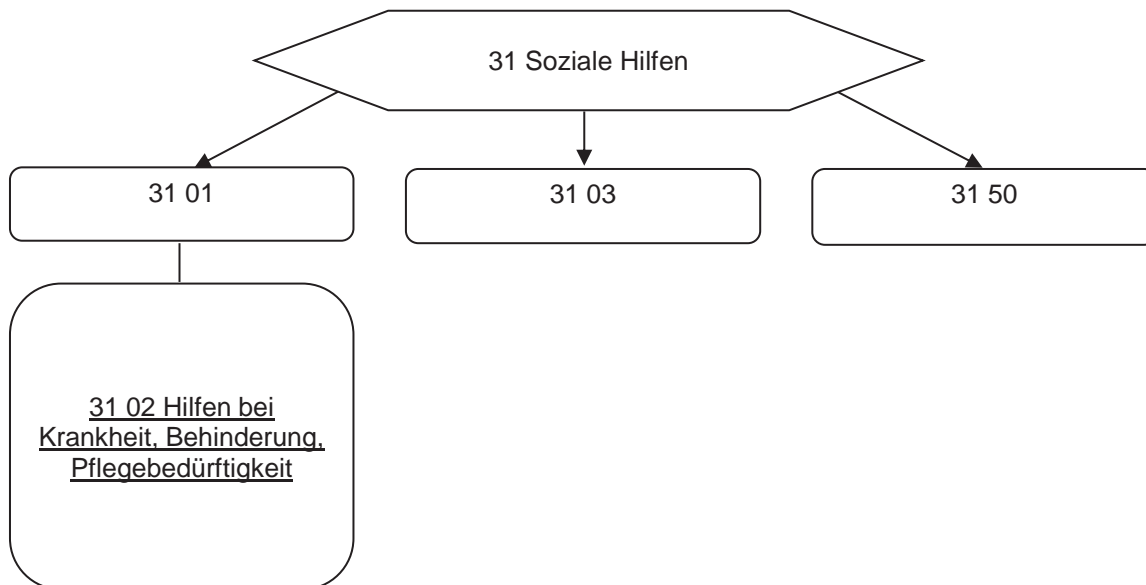 31 Soziale Hilfen
31 01
31 03
31 50
31 02 Hilfen bei
Krankheit, Behinderung,
Pflegebedürftigkeit